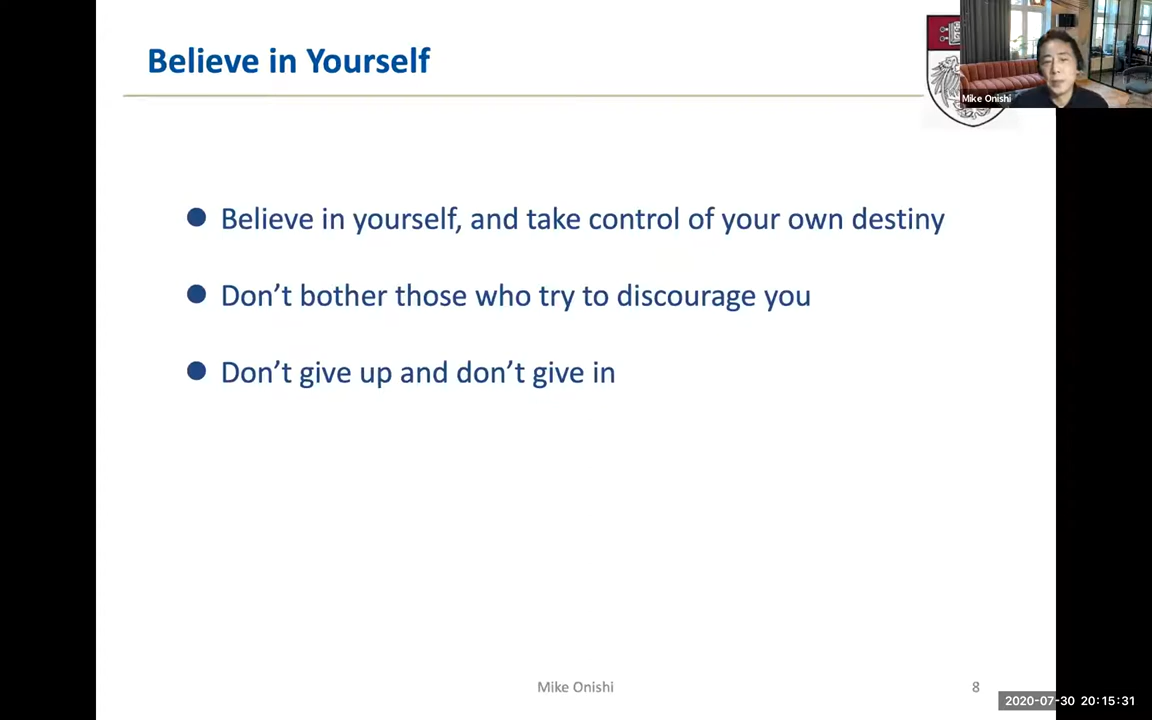 Believe in Yourself
Mike Onishi
● Believe in yourself, and take control of your own destiny
● Don’t bother those who try to discourage you
● Don’t give up and don’t give in
Mike Onishi
8
2020-07-30 20:15:31